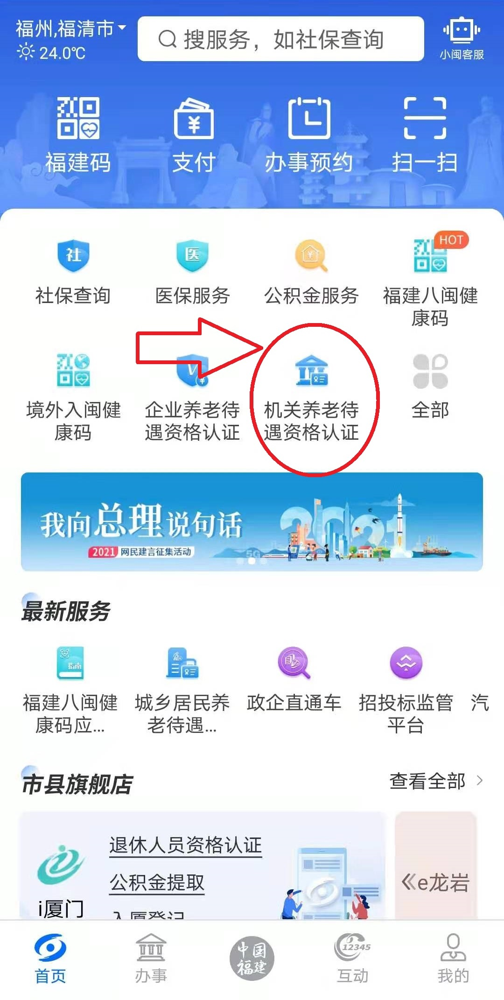 福州,福清市
24.0℃
搜服务，如社保查询
小闽客服
福建码
支付
办事预约
扫一扫
社
医
HOT
社保查询
医保服务
公积金服务
福建八闽健
康码
境外入闽健
康码
企业养老待
遇资格认证
机关养老待
遇资格认证
全部
我向总理说句话
2021
2021 网民建言征集活动
5G
最新服务
指南
福建八闽健
康码应...
城乡居民养
老待遇...
政企直通车
招投标监管
平台
汽
市县旗舰店
查看全部
退休人员资格认证
公积金提取
入厦登记
i厦门
e龙岩
首页
办事
中国
福建
12345
互动
我的